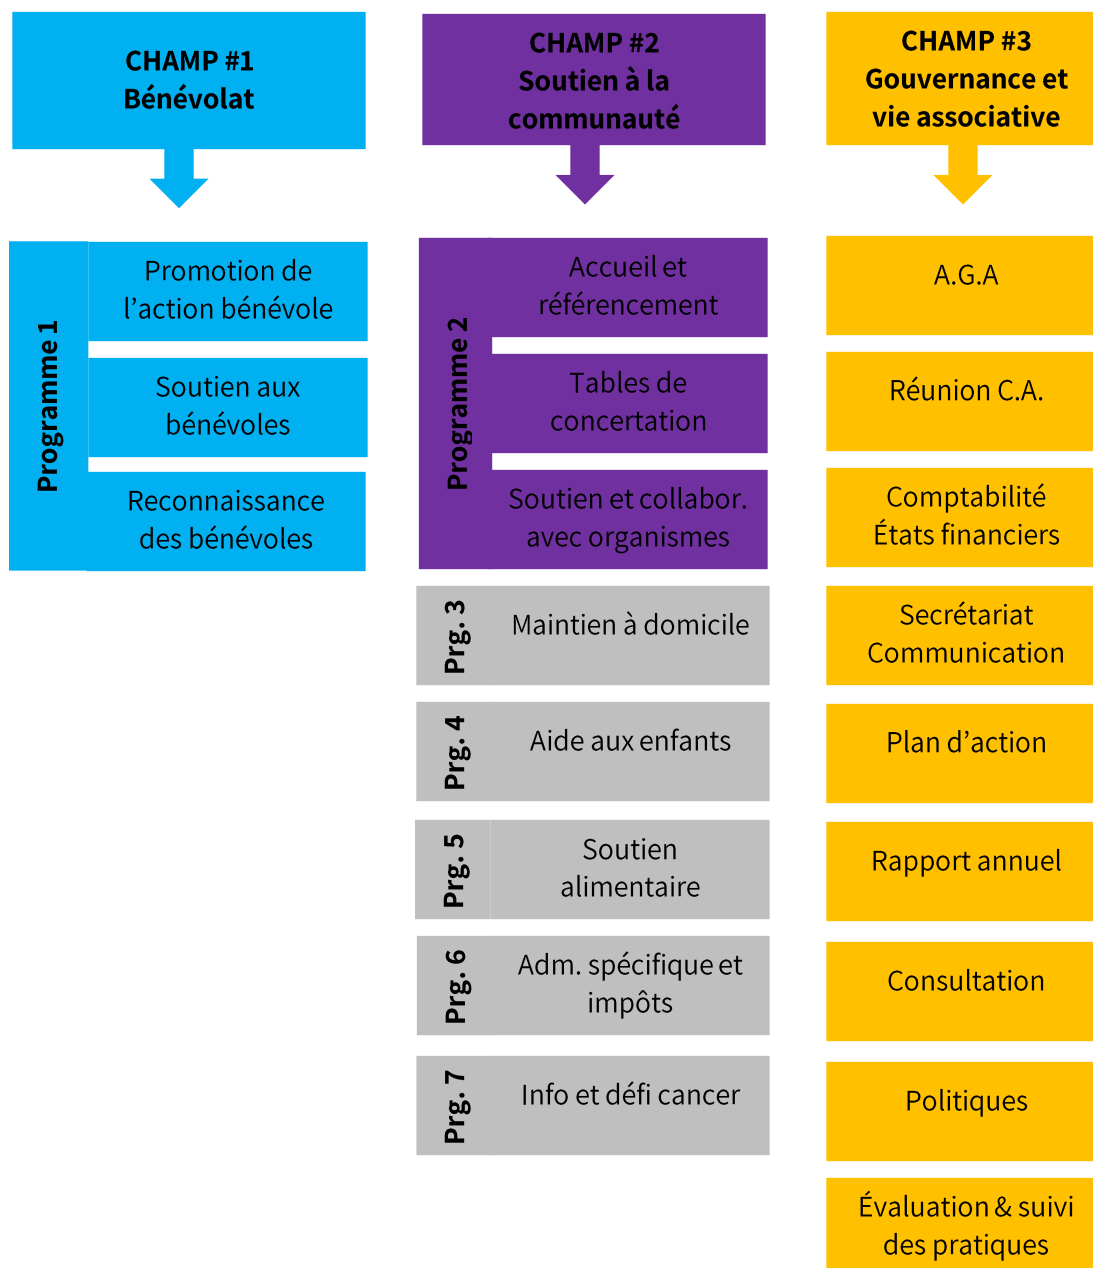 CHAMP #1
Bénévolat
Programme 1
Promotion de
l’action bénévole
Soutien aux
bénévoles
Reconnaissance
des bénévoles
CHAMP #2
Soutien à la
communauté
Programme 2
Accueil et
référencement
Tables de
concertation
Soutien et collabor.
avec organismes
Prg. 3
Maintien à domicile
Prg. 4
Aide aux enfants
Prg. 5
Soutien
alimentaire
Prg. 6
Adm. spécifique et
impôts
Prg. 7
Info et défi cancer
CHAMP #3
Gouvernance et
vie associative
A.G.A
Réunion C.A.
Comptabilité
États financiers
Secrétariat
Communication
Plan d’action
Rapport annuel
Consultation
Politiques
Évaluation & suivi
des pratiques